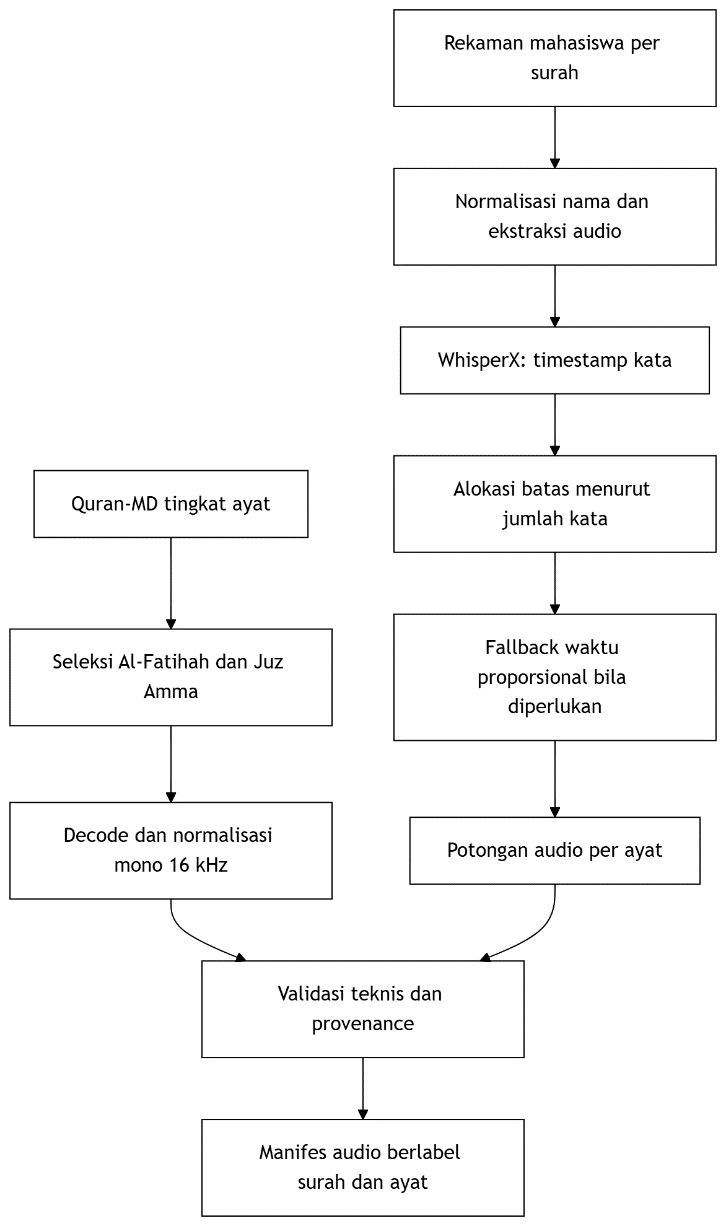 Rekaman mahasiswa per
surah
Normalisasi nama dan
ekstraksi audio
WhisperX: timestamp kata
Alokasi batas menurut
jumlah kata
Quran-MD tingkat ayat
Fallback waktu
proporsional bila
diperlukan
Seleksi Al-Fatihah dan Juz
Amma
Decode dan normalisasi
mono 16 kHz
Potongan audio per ayat
Validasi teknis dan
provenance
Manifes audio berlabel
surah dan ayat